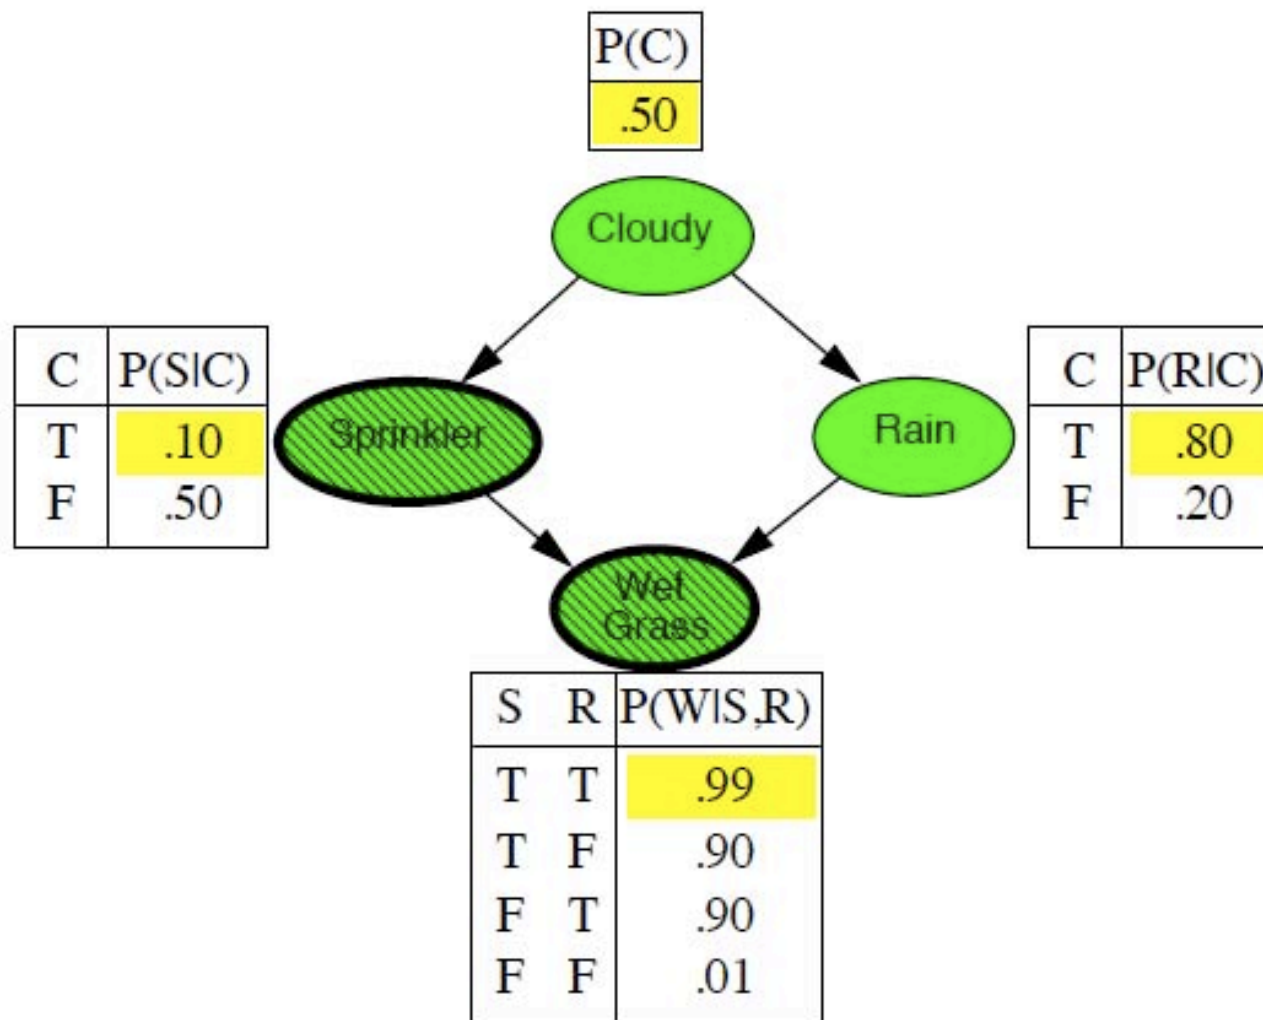 P(C)
.50
Cloudy
C P(S|C)
T .10
F .50
Sprinkler
Rain
C P(R|C)
T .80
F .20
Wet
Grass
S R P(W|S,R)
T T .99
T F .90
F T .90
F F .01